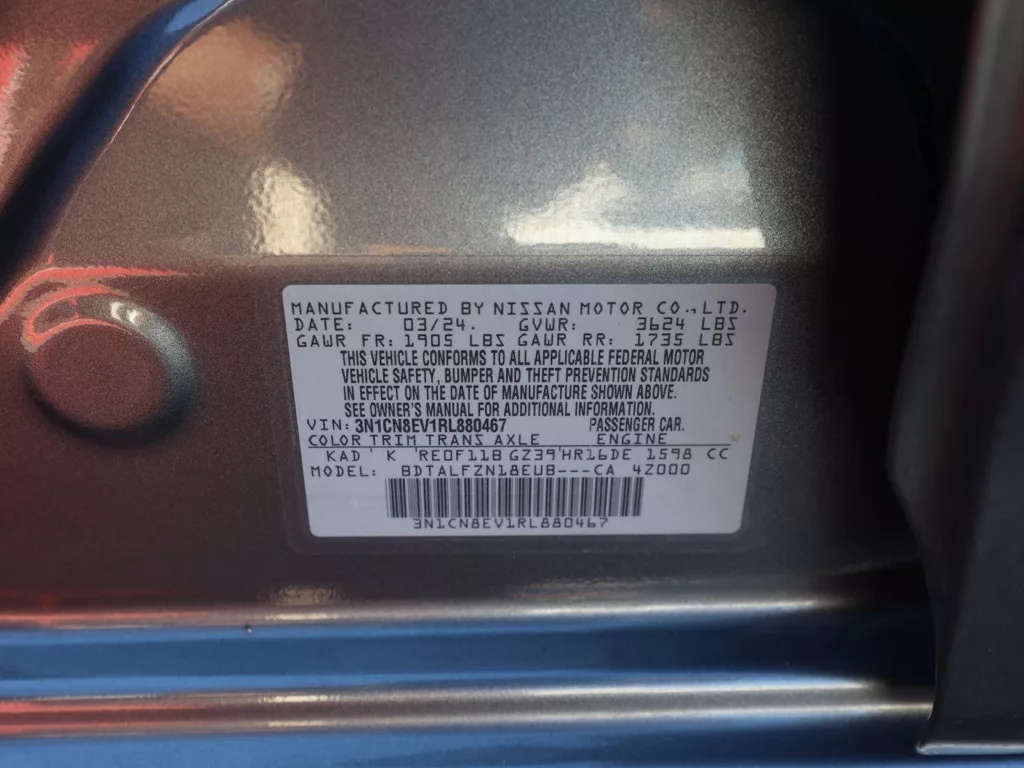 MANUFACTURED BY NISSAN MOTOR CO.,LTD.
DATE: 03/24. GVWR: 3624 LBS
GAWR FR: 1905 LBS GAWR RR: 1735 LBS
THIS VEHICLE CONFORMS TO ALL APPLICABLE FEDERAL MOTOR
VEHICLE SAFETY, BUMPER AND THEFT PREVENTION STANDARDS
IN EFFECT ON THE DATE OF MANUFACTURE SHOWN ABOVE.
SEE OWNER'S MANUAL FOR ADDITIONAL INFORMATION.
VIN: 3N1CN8EV1RL880467 PASSENGER CAR.
COLOR TRIM TRANS AXLE ENGINE
KAD ' K 'RE0F11B GZ39'HR16DE 1598 CC
MODEL: BDTALFZN18EUB---CA 4Z000
3N1CN8EV1RL880467